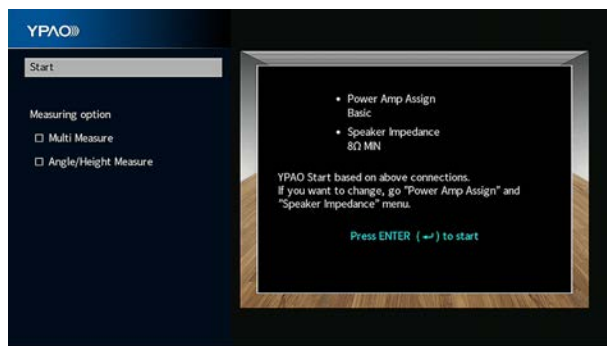 YPAO
Start
Measuring option
Multi Measure
Angle/Height Measure
• Power Amp Assign
Basic
• Speaker Impedance
8Ω MIN
YPAO Start based on above connections.
If you want to change, go "Power Amp Assign" and
"Speaker Impedance" menu.
Press ENTER (↵) to start